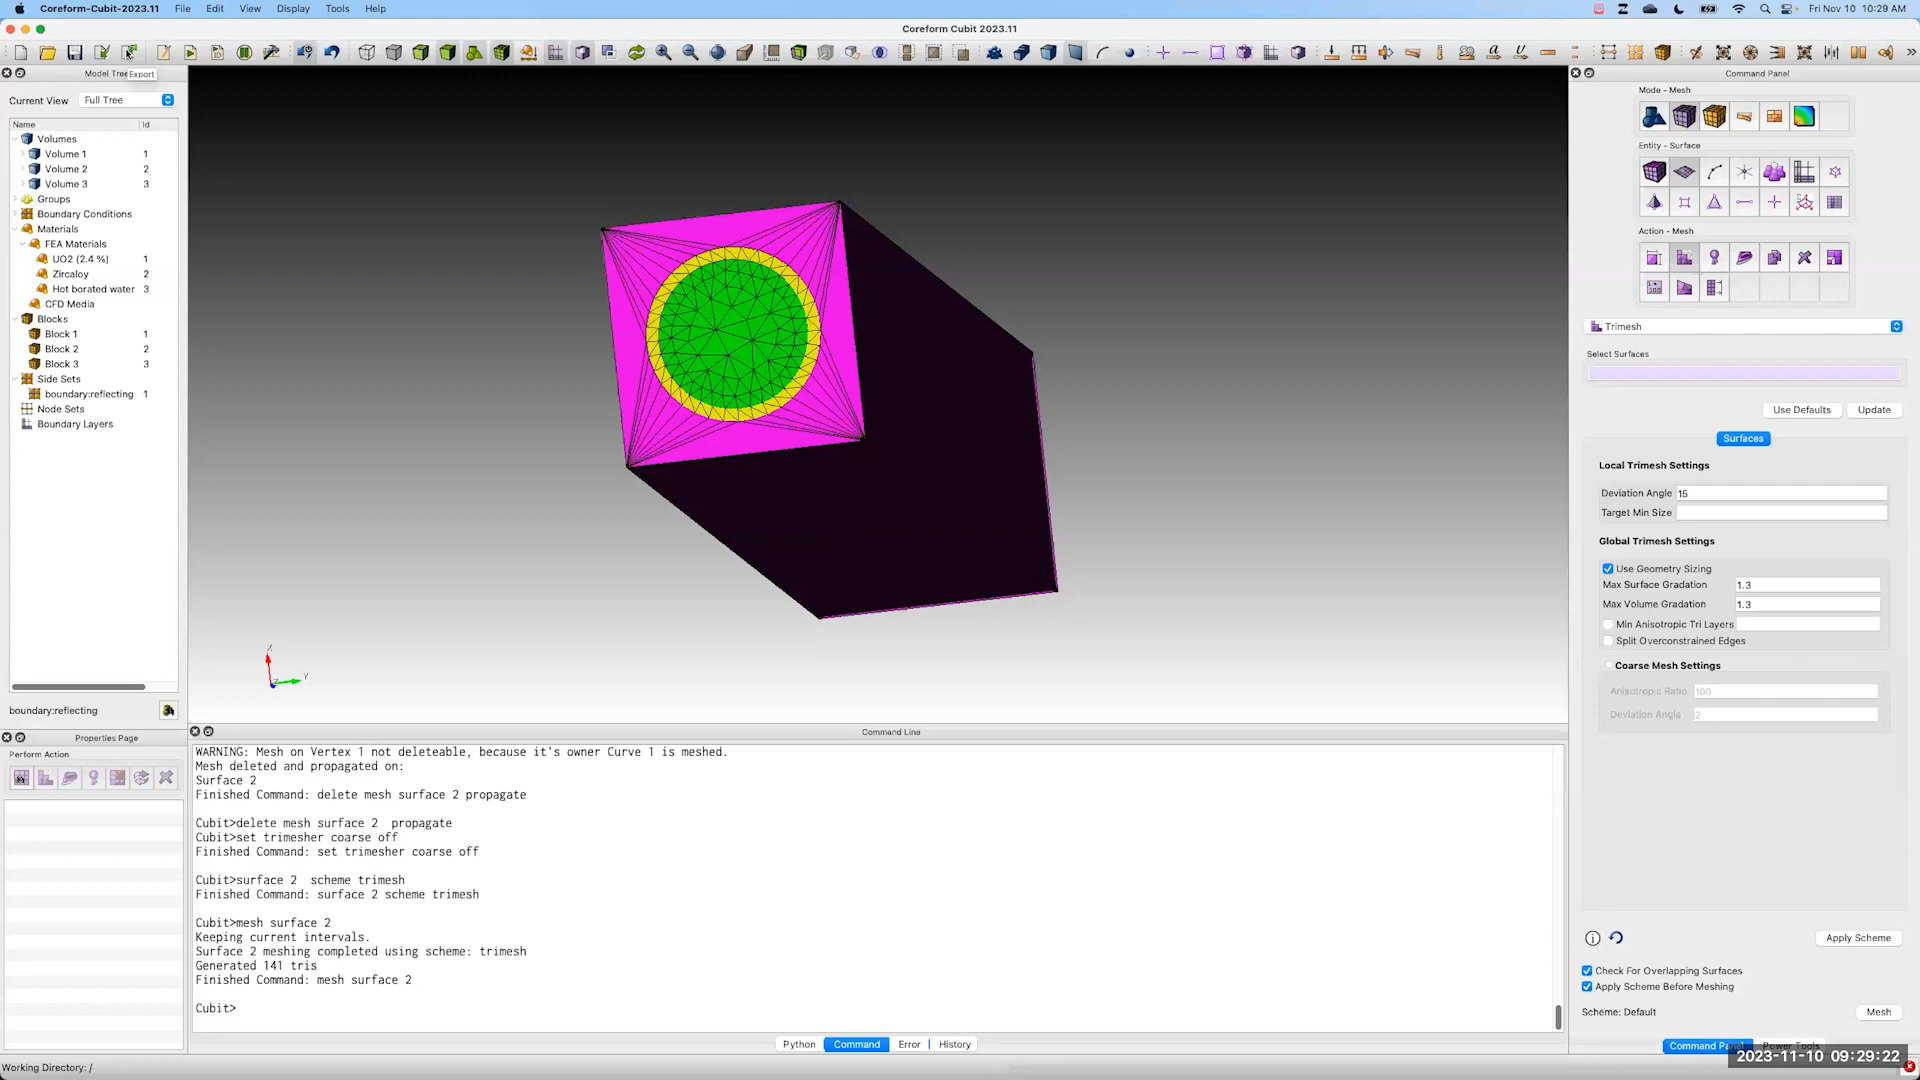 Coreform-Cubit-2023.11 File Edit View Display Tools Help Fri Nov 10 10:29 AM
Coreform Cubit 2023.11
Model Tree Export
Command Panel
Current View Full Tree
Name Id
Volumes
Volume 1 1
Volume 2 2
Volume 3 3
Groups
Boundary Conditions
Materials
FEA Materials
UO2 (2.4 %) 1
Zircaloy 2
Hot borated water 3
CFD Media
Blocks
Block 1 1
Block 2 2
Block 3 3
Side Sets
boundary:reflecting 1
Node Sets
Boundary Layers
boundary:reflecting
Properties Page
Perform Action
X
Y
Z
Command Line
WARNING: Mesh on Vertex 1 not deleteable, because it's owner Curve 1 is meshed.
Mesh deleted and propagated on:
Surface 2
Finished Command: delete mesh surface 2 propagate
Cubit>delete mesh surface 2  propagate
Cubit>set trimesher coarse off
Finished Command: set trimesher coarse off
Cubit>surface 2  scheme trimesh
Finished Command: surface 2 scheme trimesh
Cubit>mesh surface 2
Keeping current intervals.
Surface 2 meshing completed using scheme: trimesh
Generated 141 tris
Finished Command: mesh surface 2
Cubit>
Python Command Error History
Mode - Mesh
Entity - Surface
Action - Mesh
Trimesh
Select Surfaces
Use Defaults Update
Surfaces
Local Trimesh Settings
Deviation Angle 15
Target Min Size
Global Trimesh Settings
Use Geometry Sizing
Max Surface Gradation 1.3
Max Volume Gradation 1.3
Min Anisotropic Tri Layers
Split Overconstrained Edges
Coarse Mesh Settings
Anisotropic Ratio 100
Deviation Angle 2
Apply Scheme
Check For Overlapping Surfaces
Apply Scheme Before Meshing
Scheme: Default Mesh
Command Panel Power Tools
Working Directory: /
2023-11-10 09:29:22